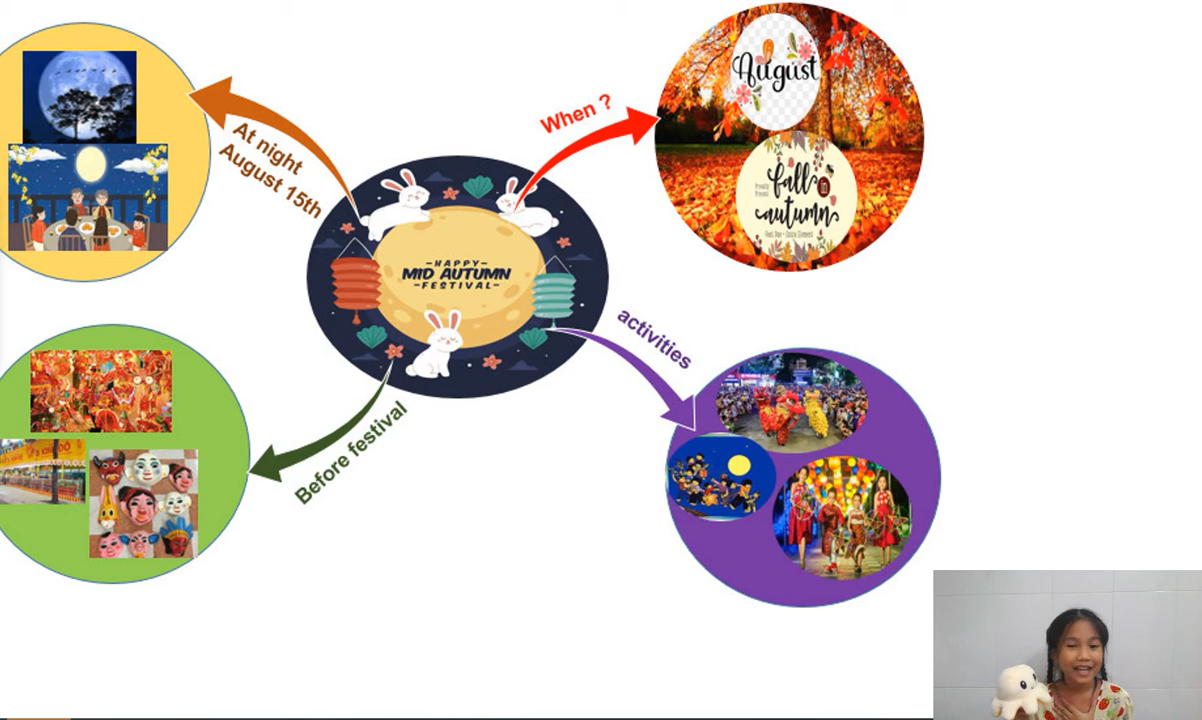 At night
August 15th
When ?
August
fall
autumn
-HAPPY-
MID AUTUMN
-FESTIVAL-
activities
Before festival